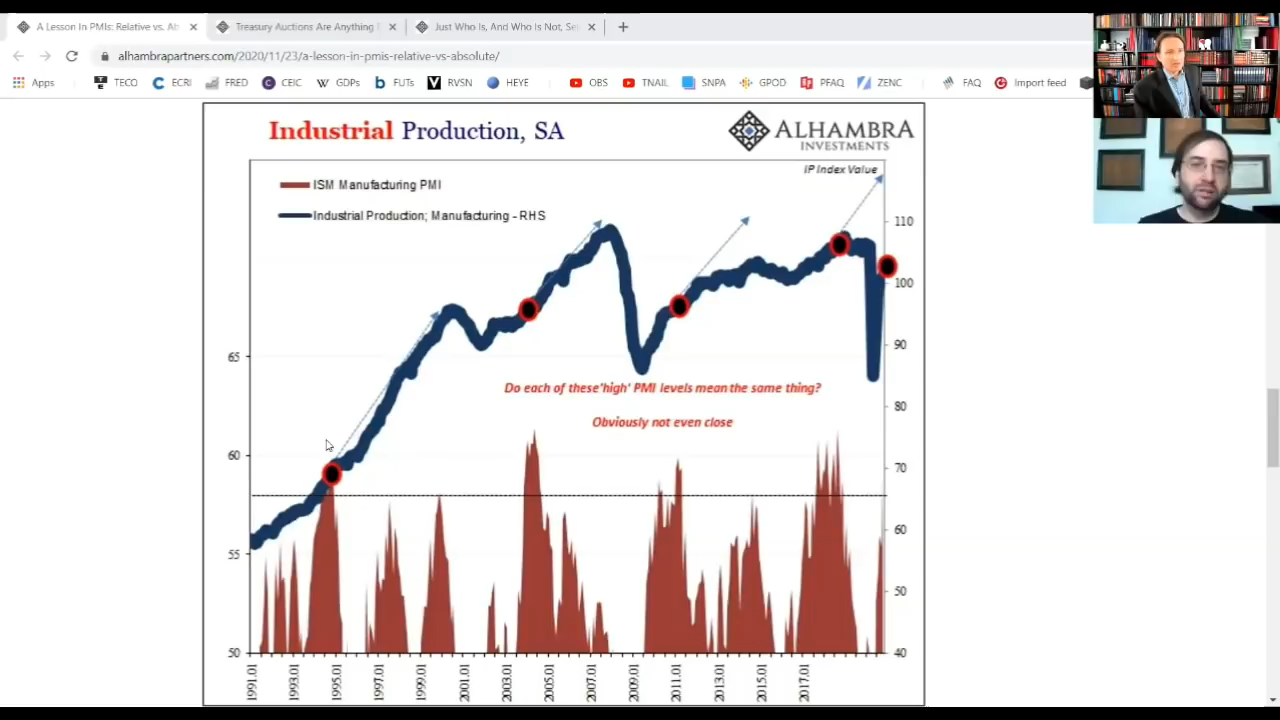 A Lesson In PMIs: Relative vs. Ab
Treasury Auctions Are Anything
Just Who Is, And Who Is Not, Se
alhambrapartners.com/2020/11/23/a-lesson-in-pmis-relative-vs-absolute/
Apps TECO ECRI FRED CEIC GDPs RVSN SNPA GPOD PFAQ ZENC FAQ Import feed
OBS TNAIL
Industrial Production, SA
ALHAMBRA
INVESTMENTS
IP Index Value
ISM Manufacturing PMI
Industrial Production; Manufacturing - RHS
110
100
65
90
Do each of these 'high' PMI levels mean the same thing?
80
Obviously not even close
60
70
60
55
50
50
40
1991.01 1993.01 1995.01 1997.01 1999.01 2001.01 2003.01 2005.01 2007.01 2009.01 2011.01 2013.01 2015.01 2017.01